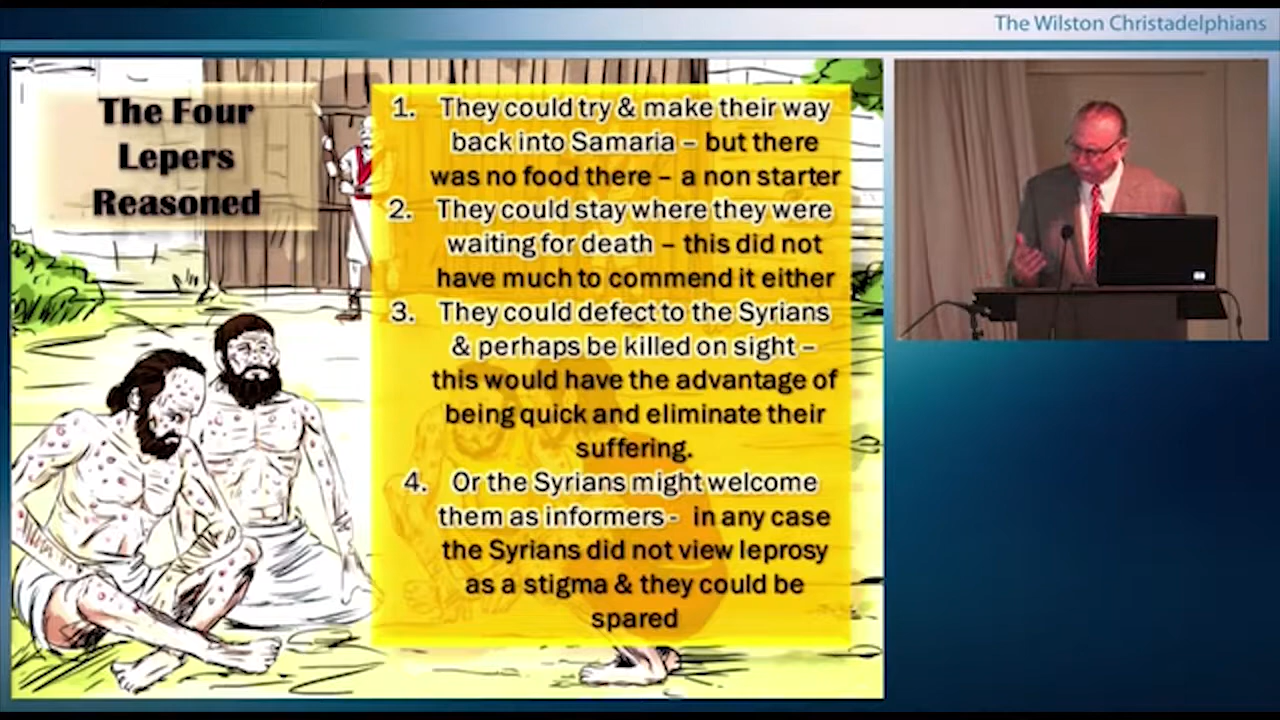 The Wilston Christadelphians
The Four
Lepers
Reasoned
1. They could try & make their way
back into Samaria – but there
was no food there – a non starter
2. They could stay where they were
waiting for death – this did not
have much to commend it either
3. They could defect to the Syrians
& perhaps be killed on sight –
this would have the advantage of
being quick and eliminate their
suffering.
4. Or the Syrians might welcome
them as informers - in any case
the Syrians did not view leprosy
as a stigma & they could be
spared